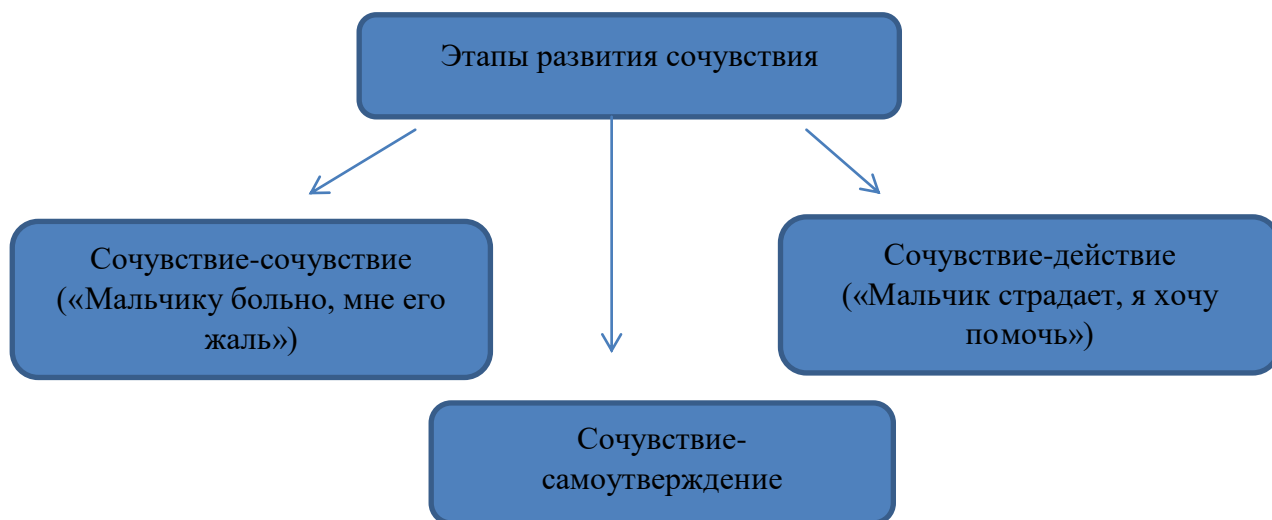 Этапы развития сочувствия
Сочувствие-сочувствие
(«Мальчику больно, мне его
жаль»)
Сочувствие-
самоутверждение
Сочувствие-действие
(«Мальчик страдает, я хочу
помочь»)